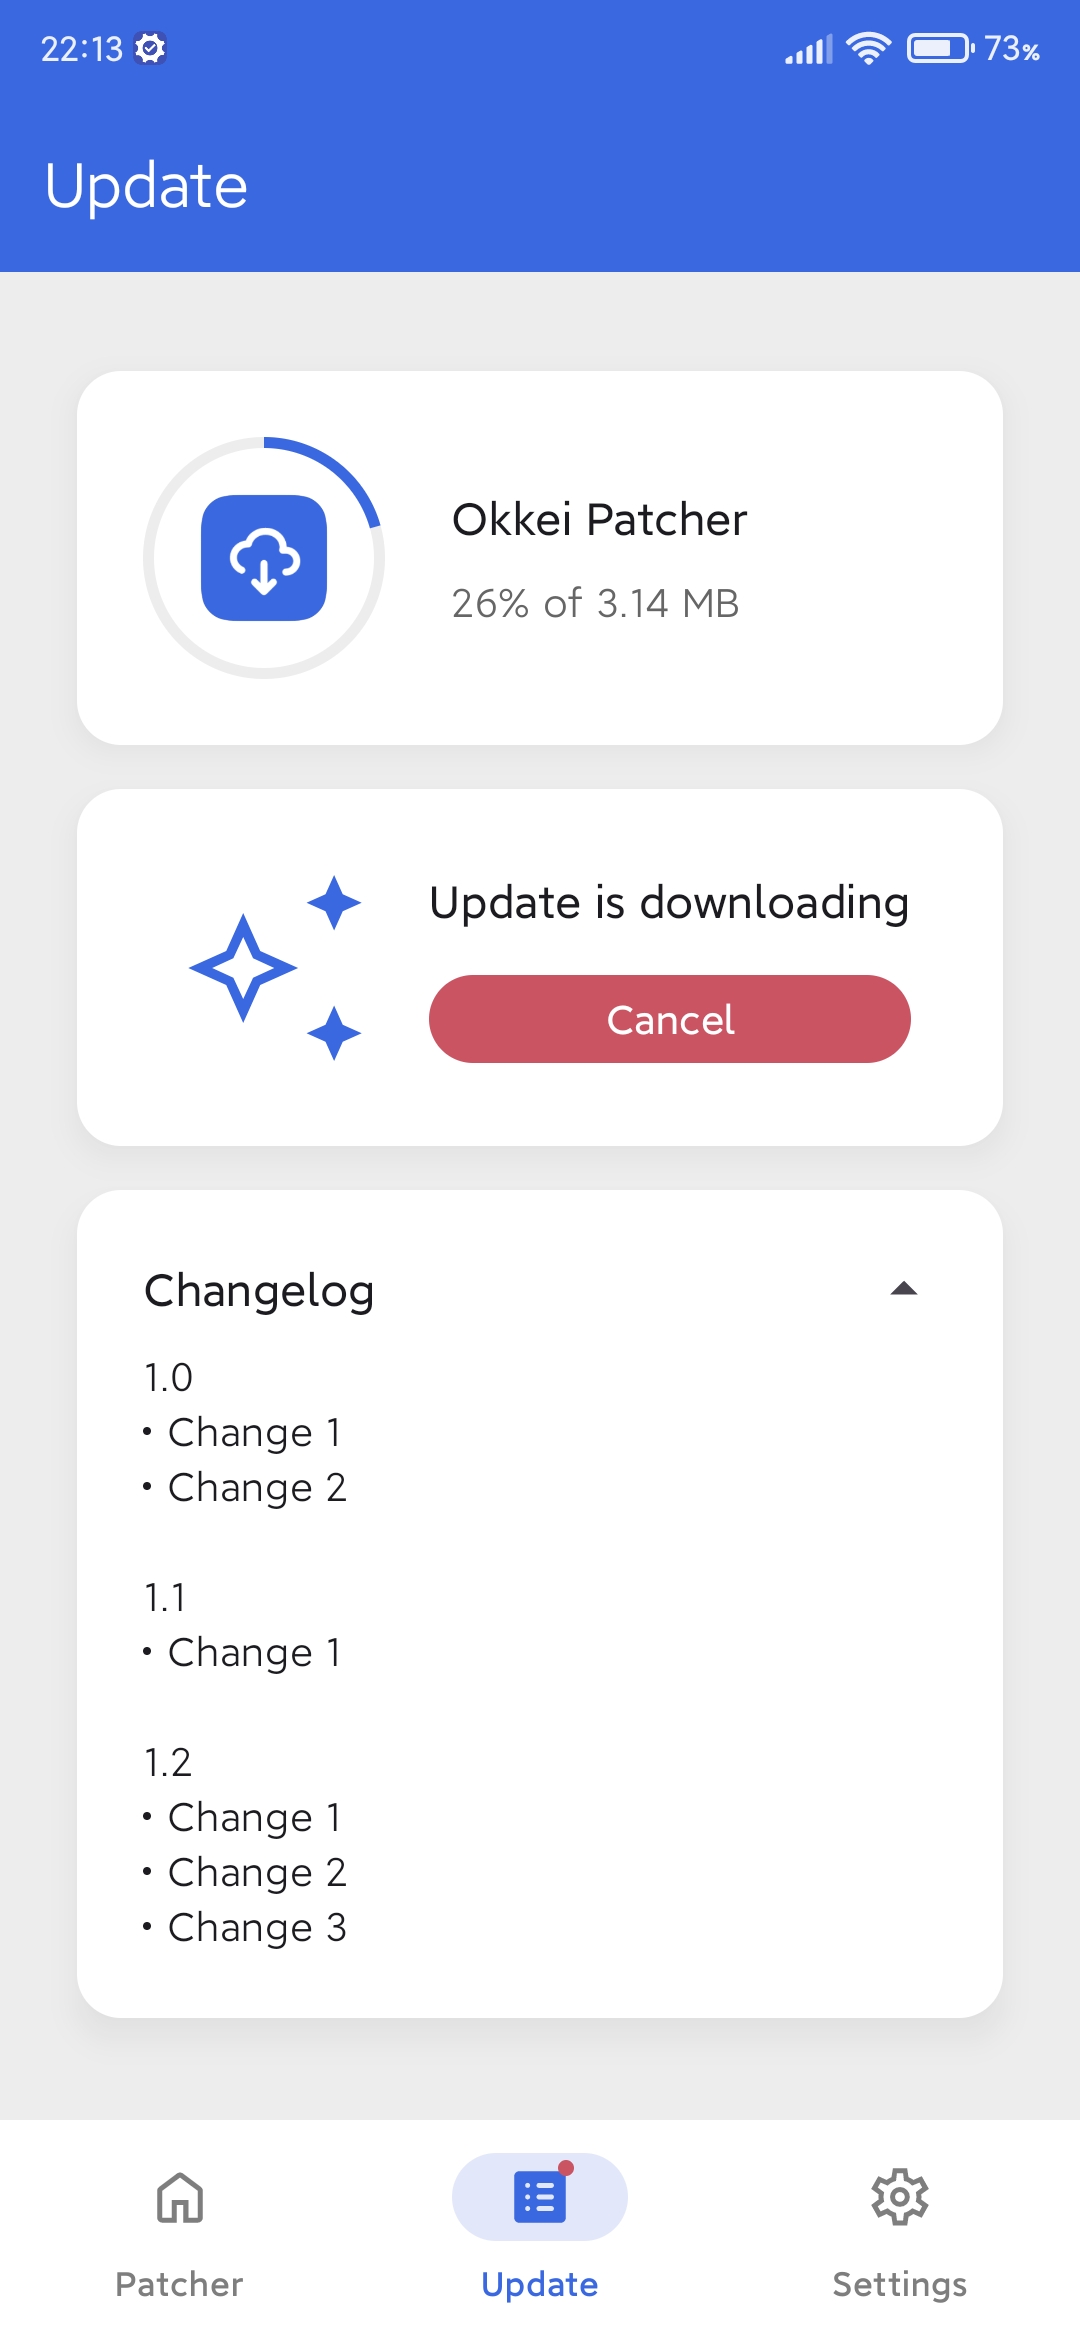 22:13
73%
Update
Okkei Patcher
26% of 3.14 MB
Update is downloading
Cancel
Changelog
1.0
• Change 1
• Change 2
1.1
• Change 1
1.2
• Change 1
• Change 2
• Change 3
Patcher
Update
Settings